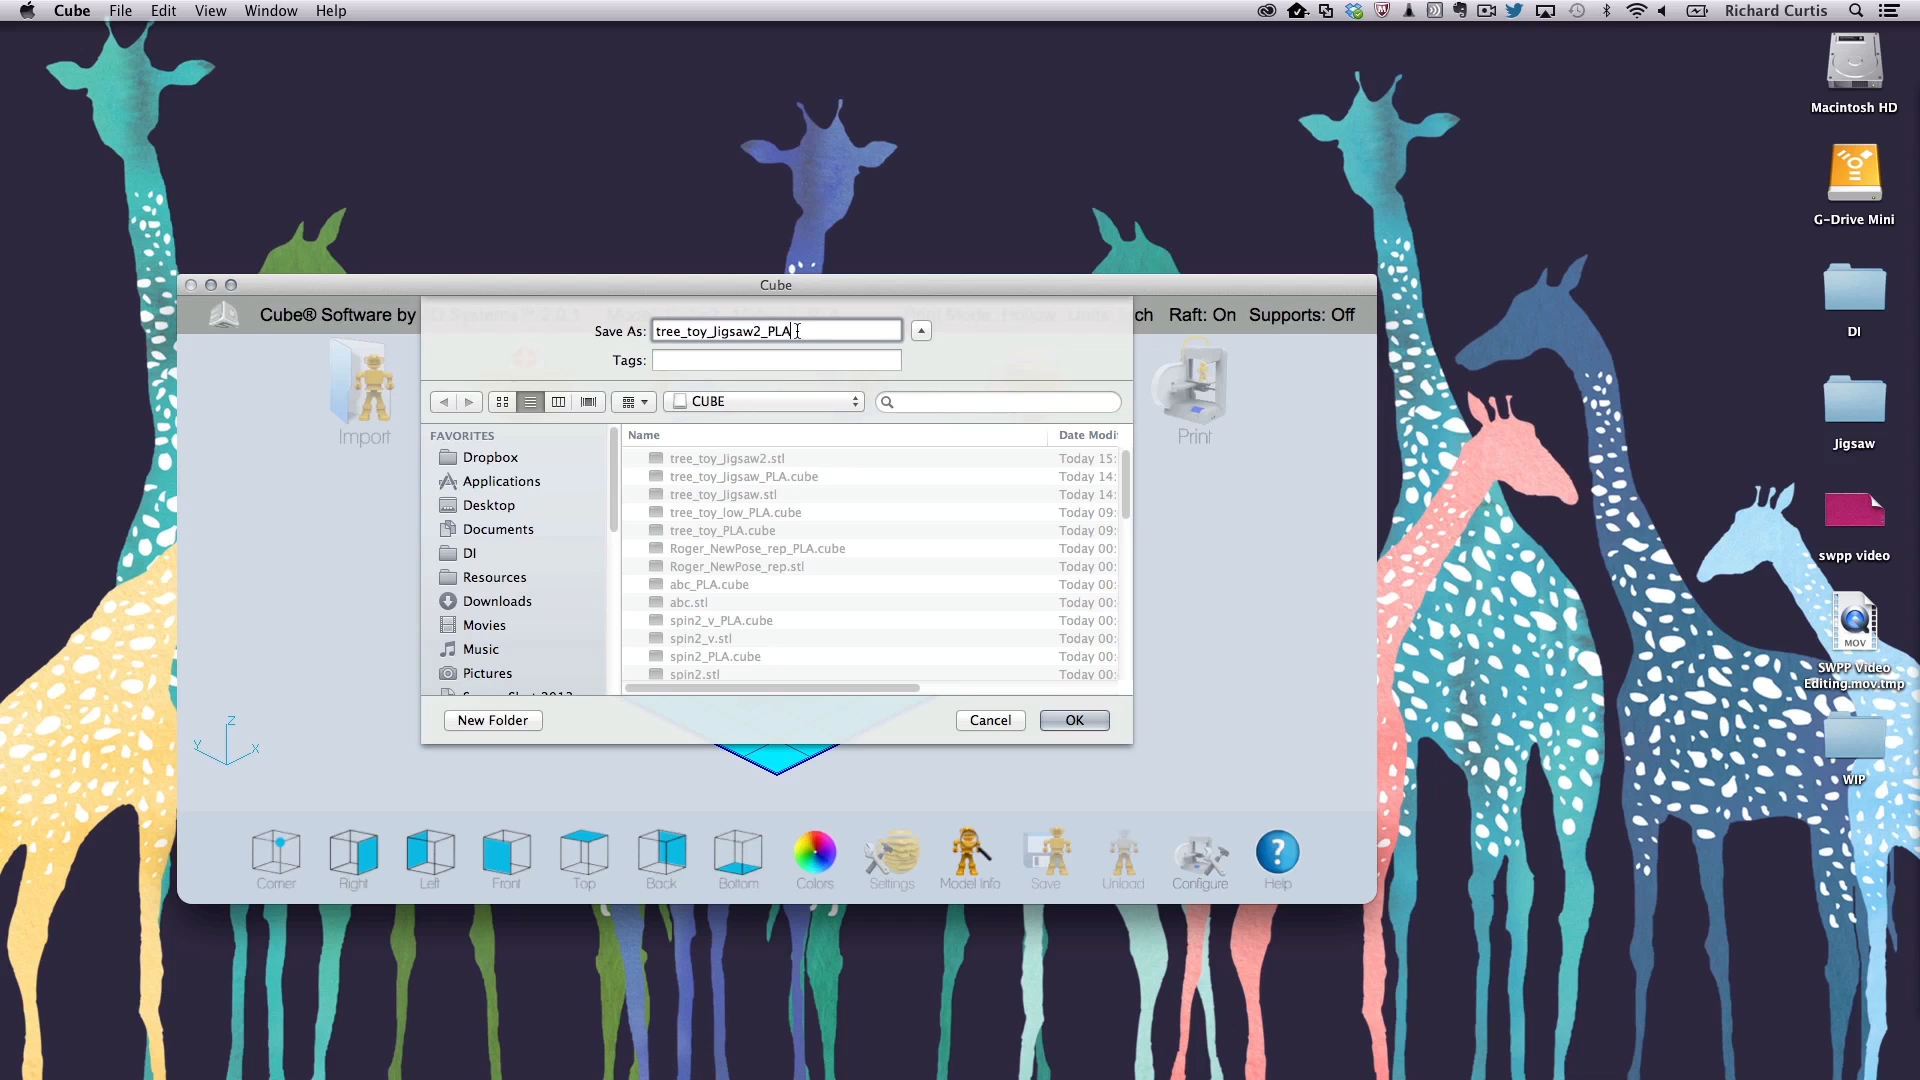 Cube File Edit View Window Help
Richard Curtis
Macintosh HD
G-Drive Mini
DI
Jigsaw
swpp video
MOV
SWPP Video
Editing.mov.tmp
WIP
Cube
Cube® Software by
ch Raft: On Supports: Off
Save As: tree_toy_Jigsaw2_PLA
Tags:
Import
Print
CUBE
FAVORITES
Dropbox
Applications
Desktop
Documents
DI
Resources
Downloads
Movies
Music
Pictures
Name Date Modi
tree_toy_Jigsaw2.stl Today 15:
tree_toy_Jigsaw_PLA.cube Today 14:
tree_toy_Jigsaw.stl Today 14:
tree_toy_low_PLA.cube Today 09:
tree_toy_PLA.cube Today 09:
Roger_NewPose_rep_PLA.cube Today 00:
Roger_NewPose_rep.stl Today 00:
abc_PLA.cube Today 00:
abc.stl Today 00:
spin2_v_PLA.cube Today 00:
spin2_v.stl Today 00:
spin2_PLA.cube Today 00:
spin2.stl Today 00:
New Folder Cancel OK
Z
Y X
Corner Right Left Front Top Back Bottom Colors Settings Model Info Save Unload Configure Help